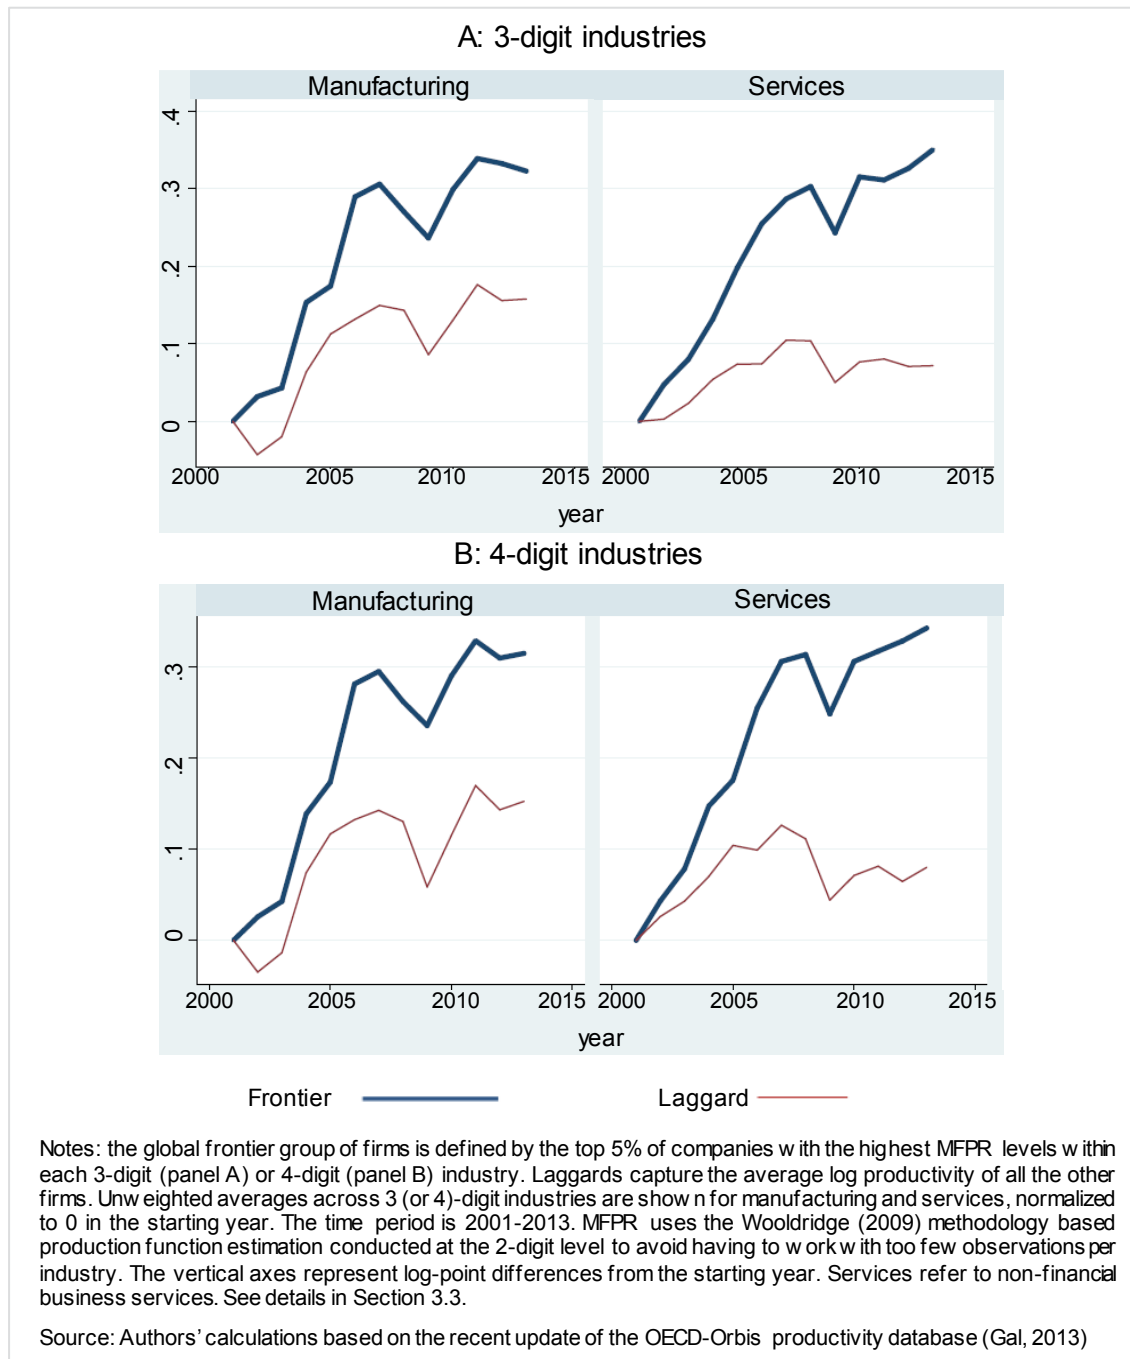 A: 3-digit industries
Manufacturing
Services
.4
.3
.2
.1
0
2000 2005 2010 2015
2000 2005 2010 2015
year
B: 4-digit industries
Manufacturing
Services
.3
.2
.1
0
2000 2005 2010 2015
2000 2005 2010 2015
year
Frontier
Laggard
Notes: the global frontier group of firms is defined by the top 5% of companies with the highest MFPR levels within
each 3-digit (panel A) or 4-digit (panel B) industry. Laggards capture the average log productivity of all the other
firms. Unweighted averages across 3 (or 4)-digit industries are shown for manufacturing and services, normalized
to 0 in the starting year. The time period is 2001-2013. MFPR uses the Wooldridge (2009) methodology based
production function estimation conducted at the 2-digit level to avoid having to work with too few observations per
industry. The vertical axes represent log-point differences from the starting year. Services refer to non-financial
business services. See details in Section 3.3.
Source: Authors' calculations based on the recent update of the OECD-Orbis productivity database (Gal, 2013)